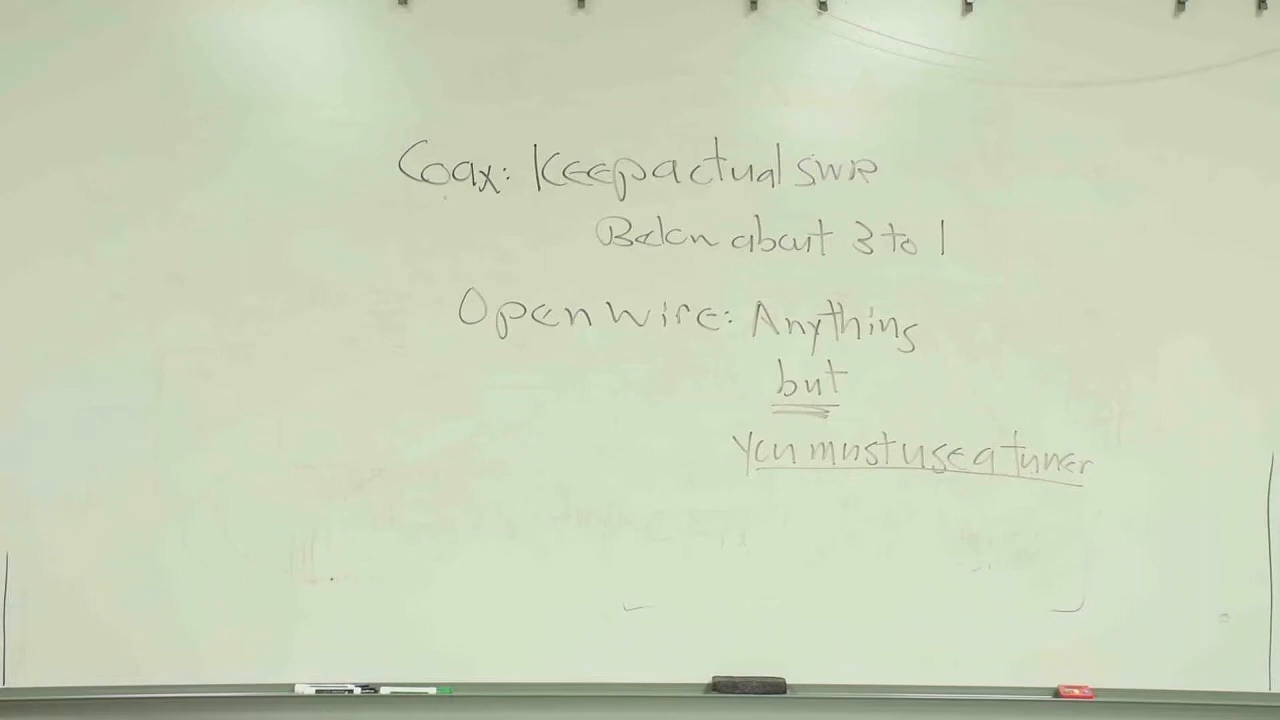 Coax: Keep actual SWR
Below about 3 to 1
Open wire: Anything
but
You must use a tuner